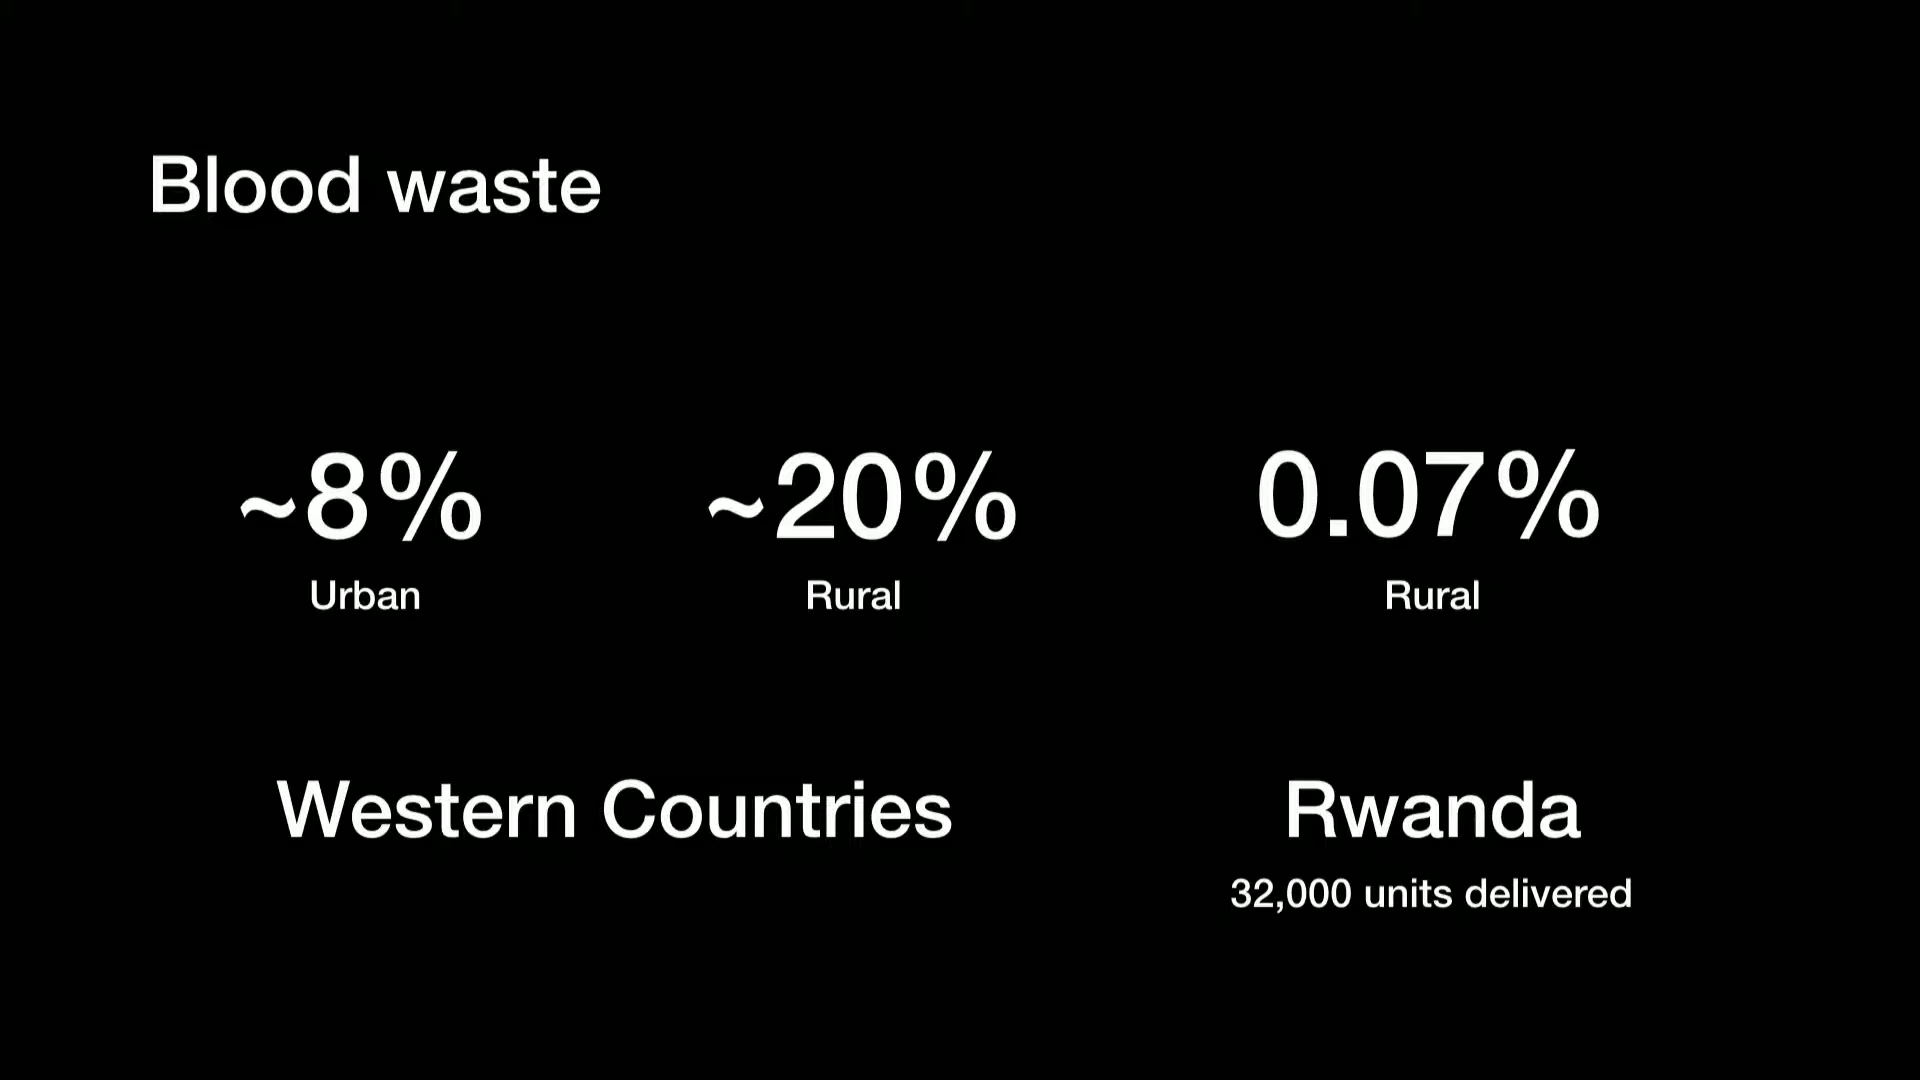 Blood waste
~8% ~20% 0.07%
Urban Rural Rural
Western Countries Rwanda
32,000 units delivered